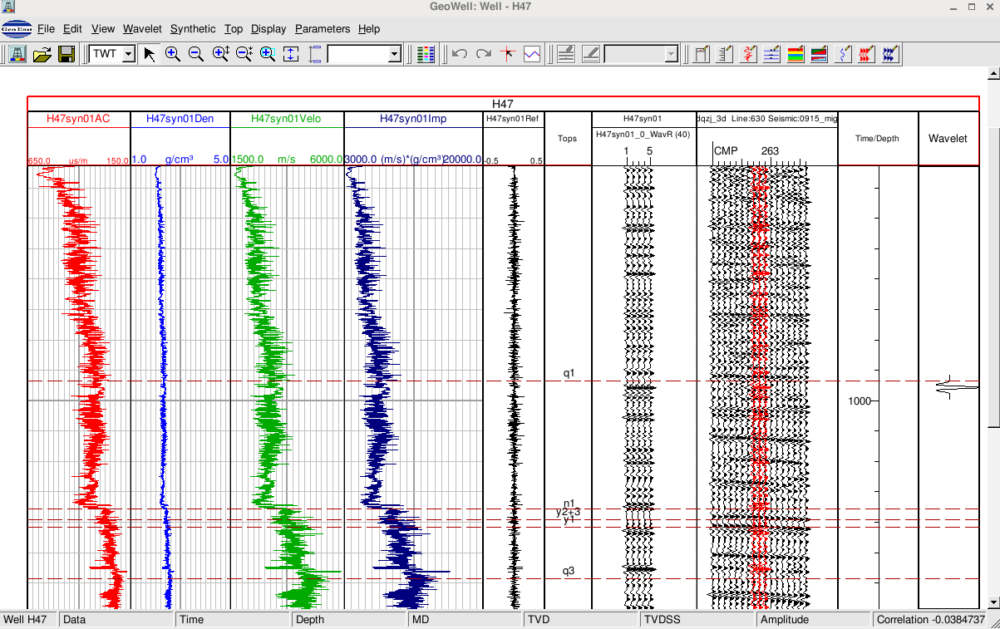 GeoWell: Well - H47
Geo East File Edit View Wavelet Synthetic Top Display Parameters Help
TWT
H47
H47syn01AC H47syn01Den H47syn01Velo H47syn01Imp H47syn01Ref Tops H47syn01 dqzj_3d Line:630 Seismic:0915_mig Time/Depth Wavelet
H47syn01_0_WavR (40)
1 5 CMP 263
650.0 us/m 150.0 1.0 g/cm³ 5.0 1500.0 m/s 6000.0 3000.0 (m/s)*(g/cm³) 20000.0 -0.5 0.5
q1
1000
n1
y2+3
y1
q3
Well H47 Data Time Depth MD TVD TVDSS Amplitude Correlation -0.0384737